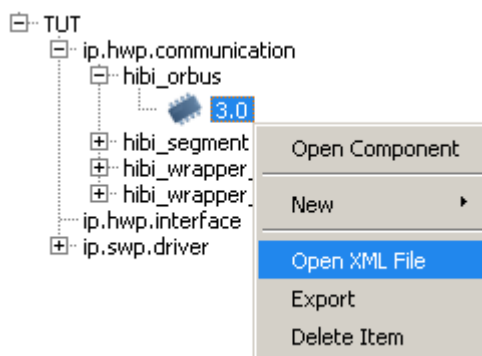 TUT
ip.hwp.communication
hibi_orbus
3.0
hibi_segment
hibi_wrapper_
hibi_wrapper_
ip.hwp.interface
ip.swp.driver
Open Component
New
Open XML File
Export
Delete Item